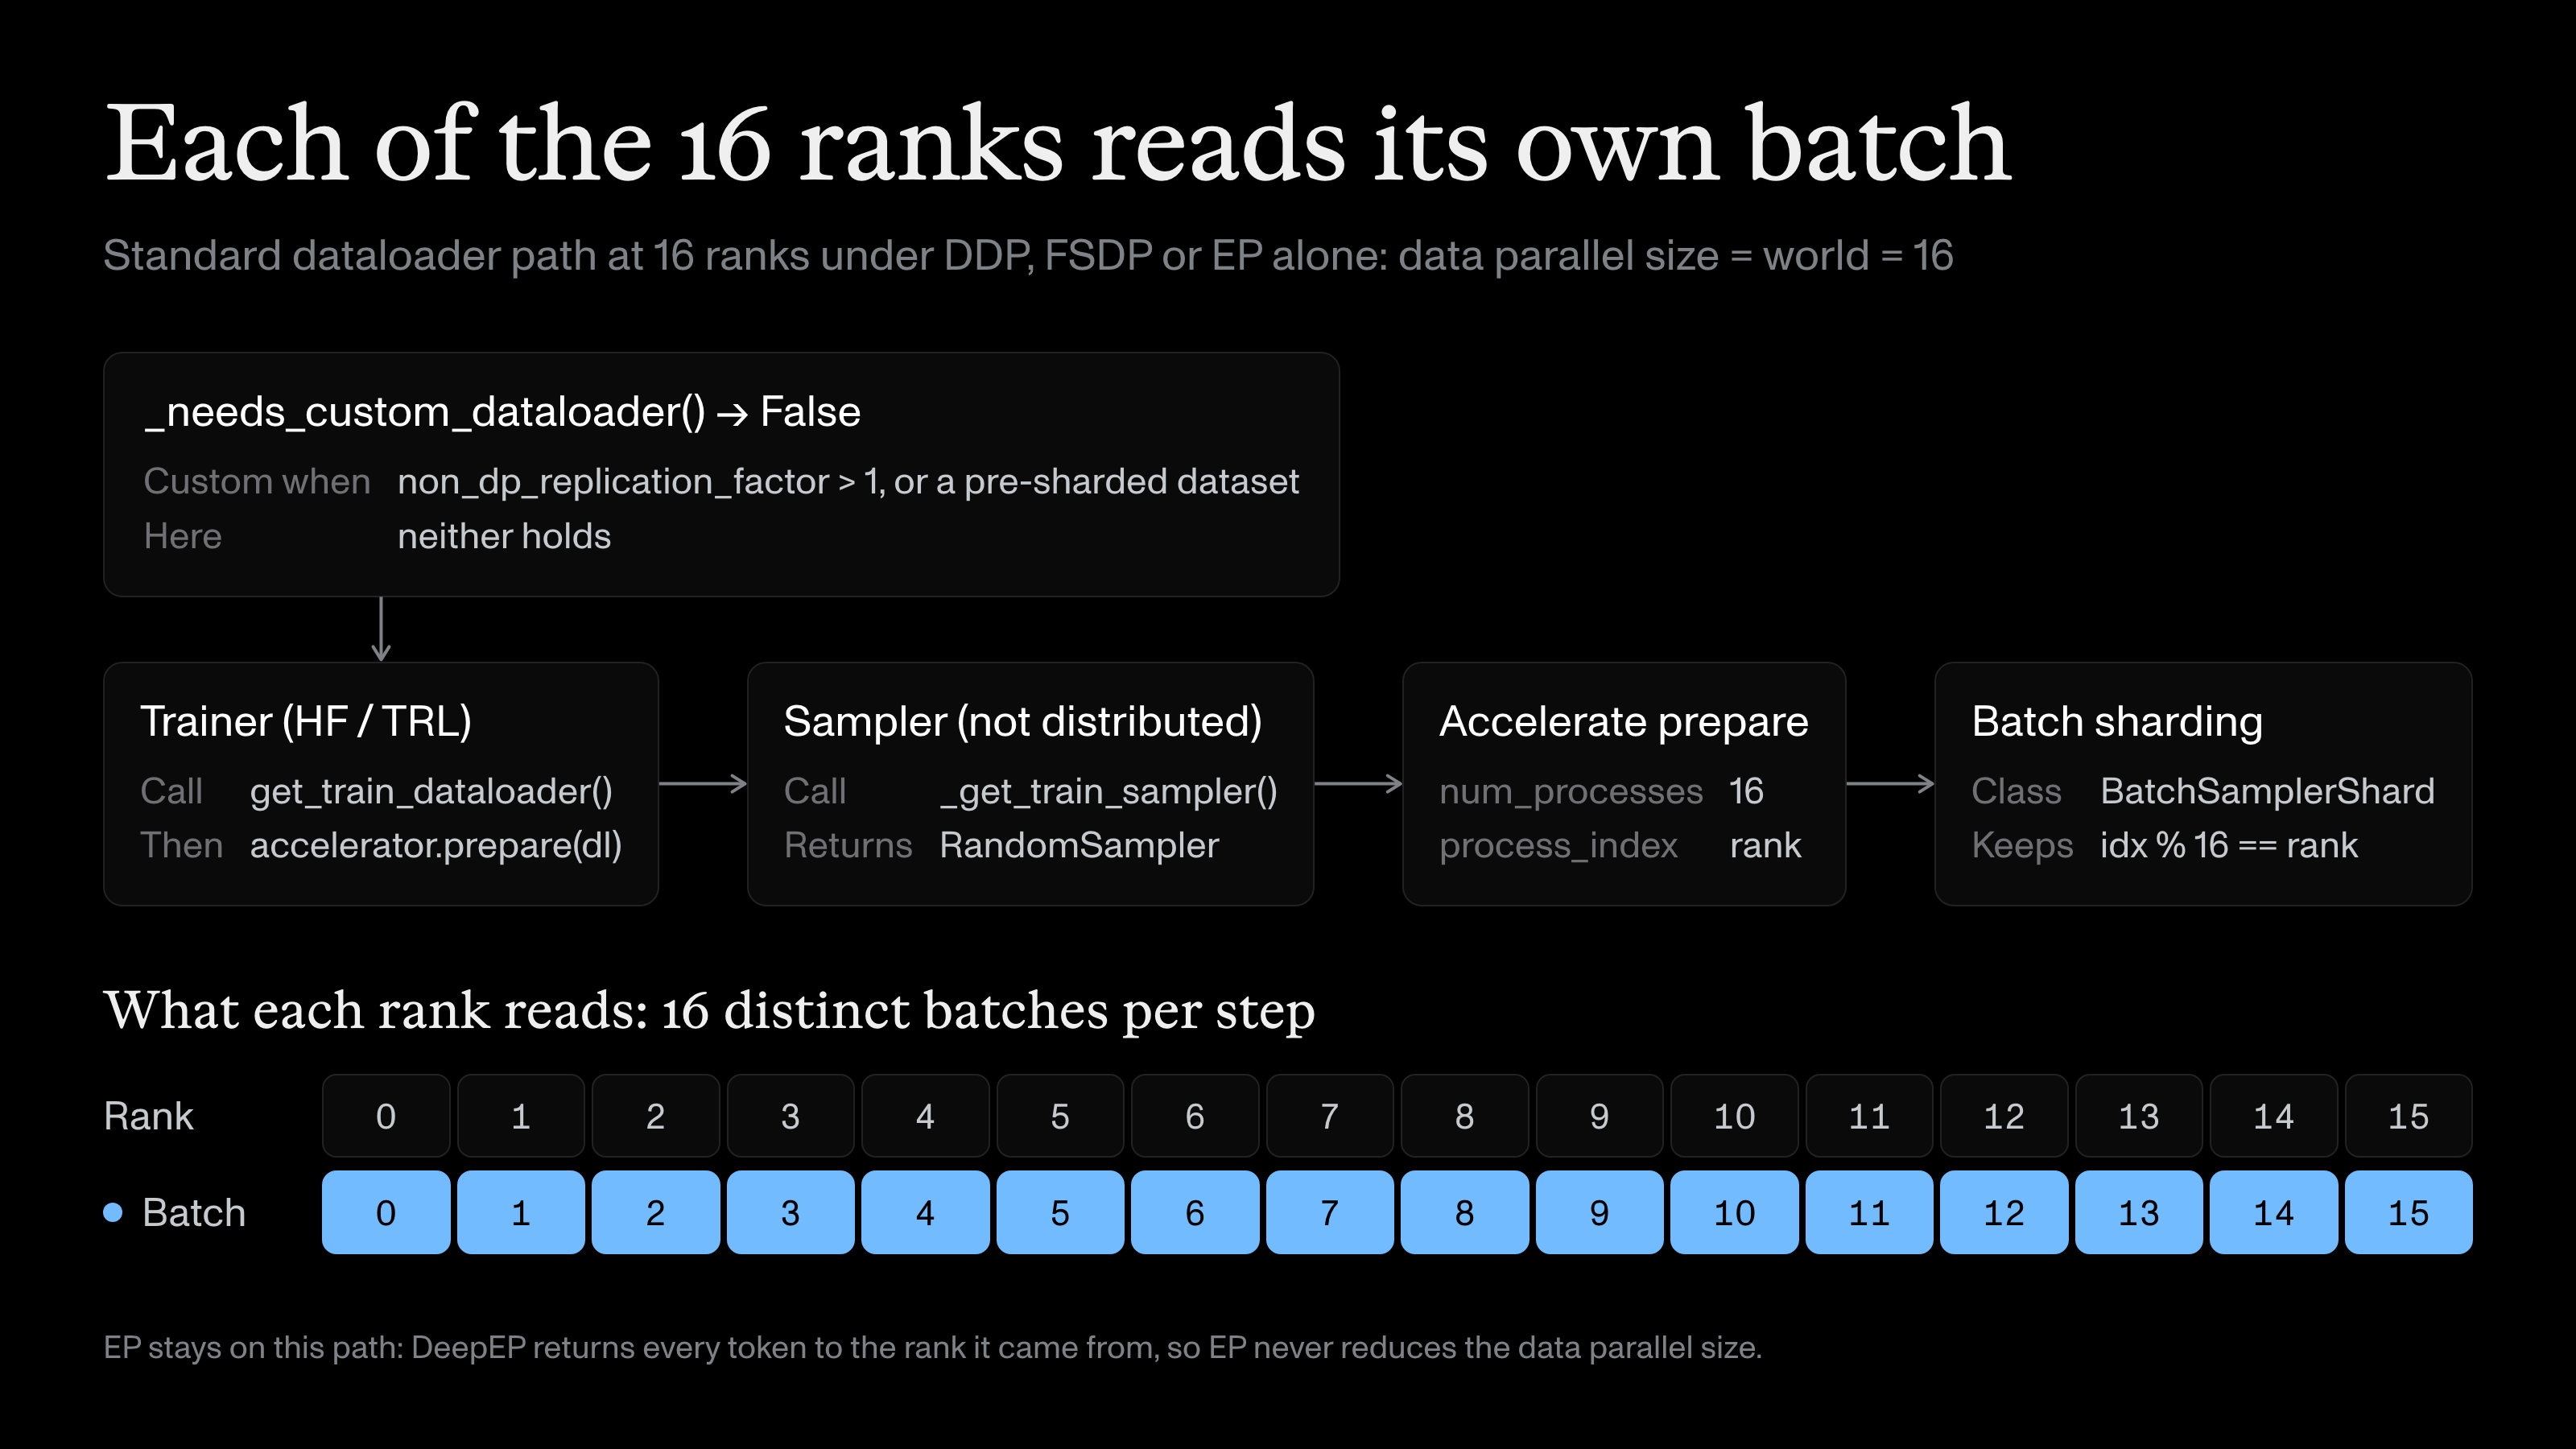 Each of the 16 ranks reads its own batch
Standard dataloader path at 16 ranks under DDP, FSDP or EP alone: data parallel size = world = 16
_needs_custom_dataloader() → False
Custom when non_dp_replication_factor > 1, or a pre-sharded dataset
Here neither holds
Trainer (HF / TRL)
Call get_train_dataloader()
Then accelerator.prepare(dl)
Sampler (not distributed)
Call _get_train_sampler()
Returns RandomSampler
Accelerate prepare
num_processes 16
process_index rank
Batch sharding
Class BatchSamplerShard
Keeps idx % 16 == rank
What each rank reads: 16 distinct batches per step
Rank 0 1 2 3 4 5 6 7 8 9 10 11 12 13 14 15
Batch 0 1 2 3 4 5 6 7 8 9 10 11 12 13 14 15
EP stays on this path: DeepEP returns every token to the rank it came from, so EP never reduces the data parallel size.